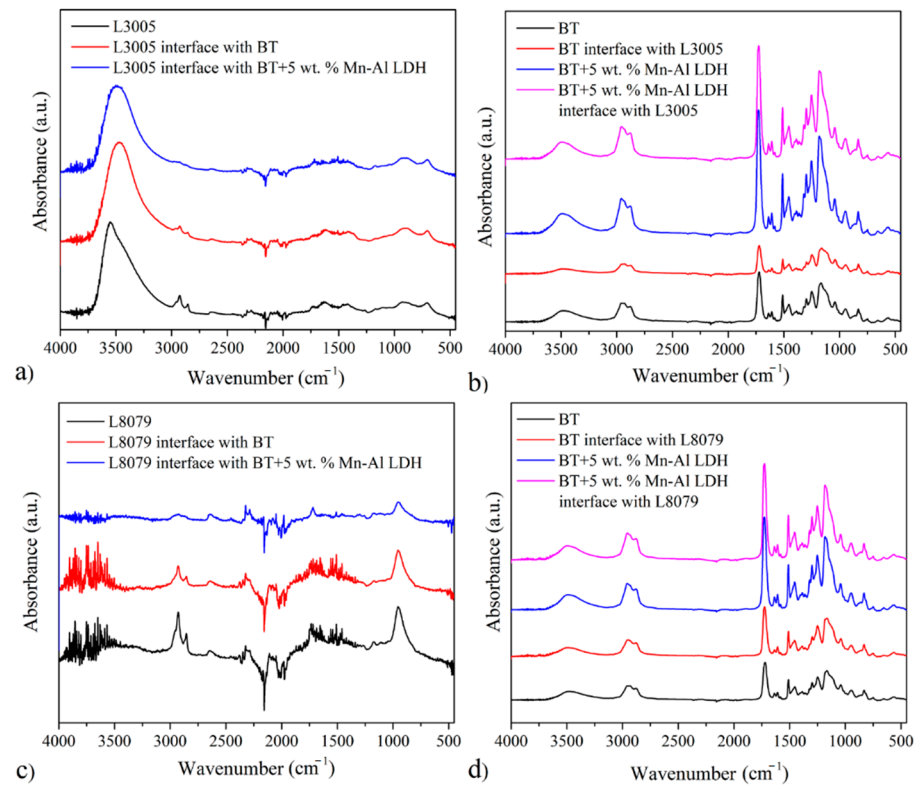 L3005
L3005 interface with BT
L3005 interface with BT+5 wt. % Mn-Al LDH
Absorbance (a.u.)
4000 3500 3000 2500 2000 1500 1000 500
Wavenumber (cm⁻¹)
a)
BT
BT interface with L3005
BT+5 wt. % Mn-Al LDH
BT+5 wt. % Mn-Al LDH
interface with L3005
Absorbance (a.u.)
4000 3500 3000 2500 2000 1500 1000 500
Wavenumber (cm⁻¹)
b)
L8079
L8079 interface with BT
L8079 interface with BT+5 wt. % Mn-Al LDH
Absorbance (a.u.)
4000 3500 3000 2500 2000 1500 1000 500
Wavenumber (cm⁻¹)
c)
BT
BT interface with L8079
BT+5 wt. % Mn-Al LDH
BT+5 wt. % Mn-Al LDH
interface with L8079
Absorbance (a.u.)
4000 3500 3000 2500 2000 1500 1000 500
Wavenumber (cm⁻¹)
d)